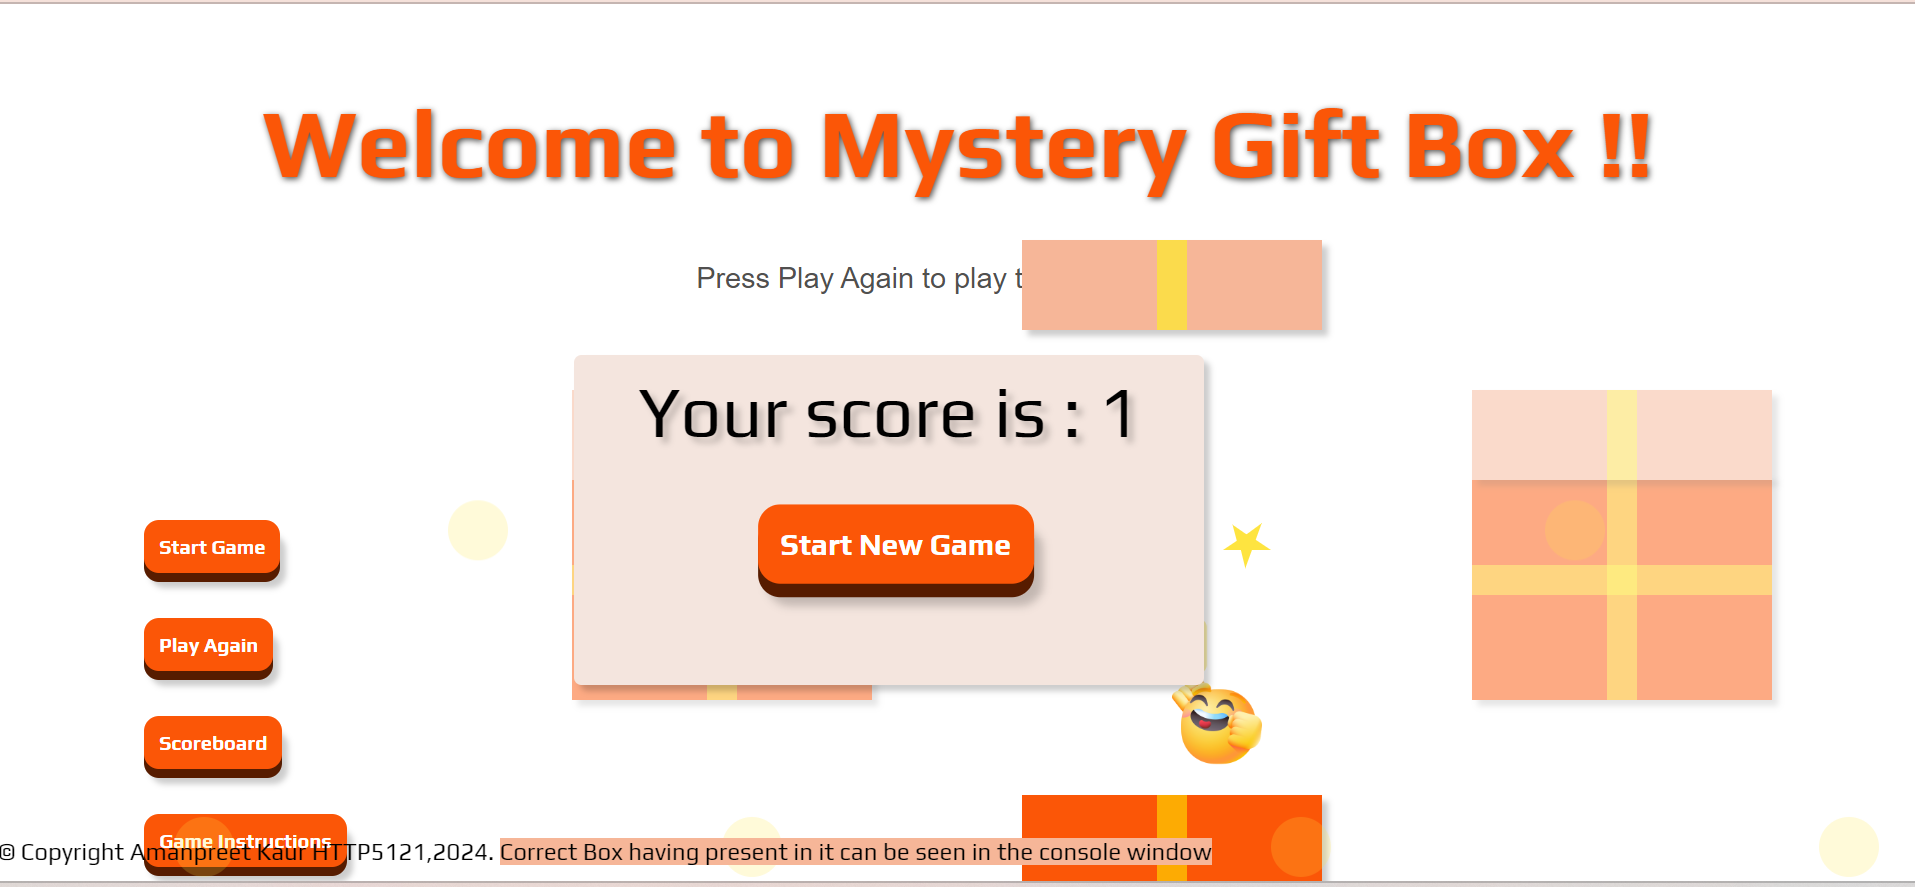 Welcome to Mystery Gift Box !!
Press Play Again to play t
Your score is : 1
Start New Game
Start Game
Play Again
Scoreboard
Game Instructions
© Copyright Amanpreet Kaur HTTP5121,2024. Correct Box having present in it can be seen in the console window